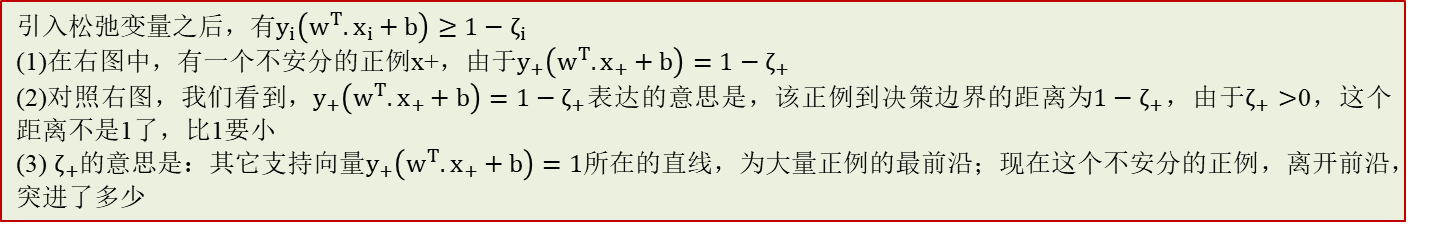 引入松弛变量之后，有yᵢ(wᵀ.xᵢ + b) ≥ 1 − ζᵢ
(1)在右图中，有一个不安分的正例x+，由于y₊(wᵀ.x₊ + b) = 1 − ζ₊
(2)对照右图，我们看到，y₊(wᵀ.x₊ + b) = 1 − ζ₊表达的意思是，该正例到决策边界的距离为1 − ζ₊，由于ζ₊ >0，这个
距离不是1了，比1要小
(3) ζ₊的意思是：其它支持向量y₊(wᵀ.x₊ + b) = 1所在的直线，为大量正例的最前沿；现在这个不安分的正例，离开前沿，
突进了多少